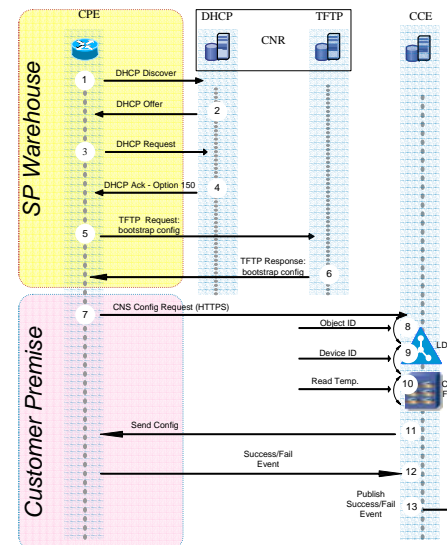 CPE
DHCP
TFTP
CCE
CNR
SP Warehouse
1
DHCP Discover
DHCP Offer
2
3
DHCP Request
DHCP Ack - Option 150
4
TFTP Request:
bootstrap config
5
TFTP Response:
bootstrap config
6
Customer Premise
7
CNS Config Request (HTTPS)
Object ID
8
LD
Device ID
9
Read Temp.
10
C
F
Send Config
11
Success/Fail
Event
12
Publish
Success/Fail
Event
13